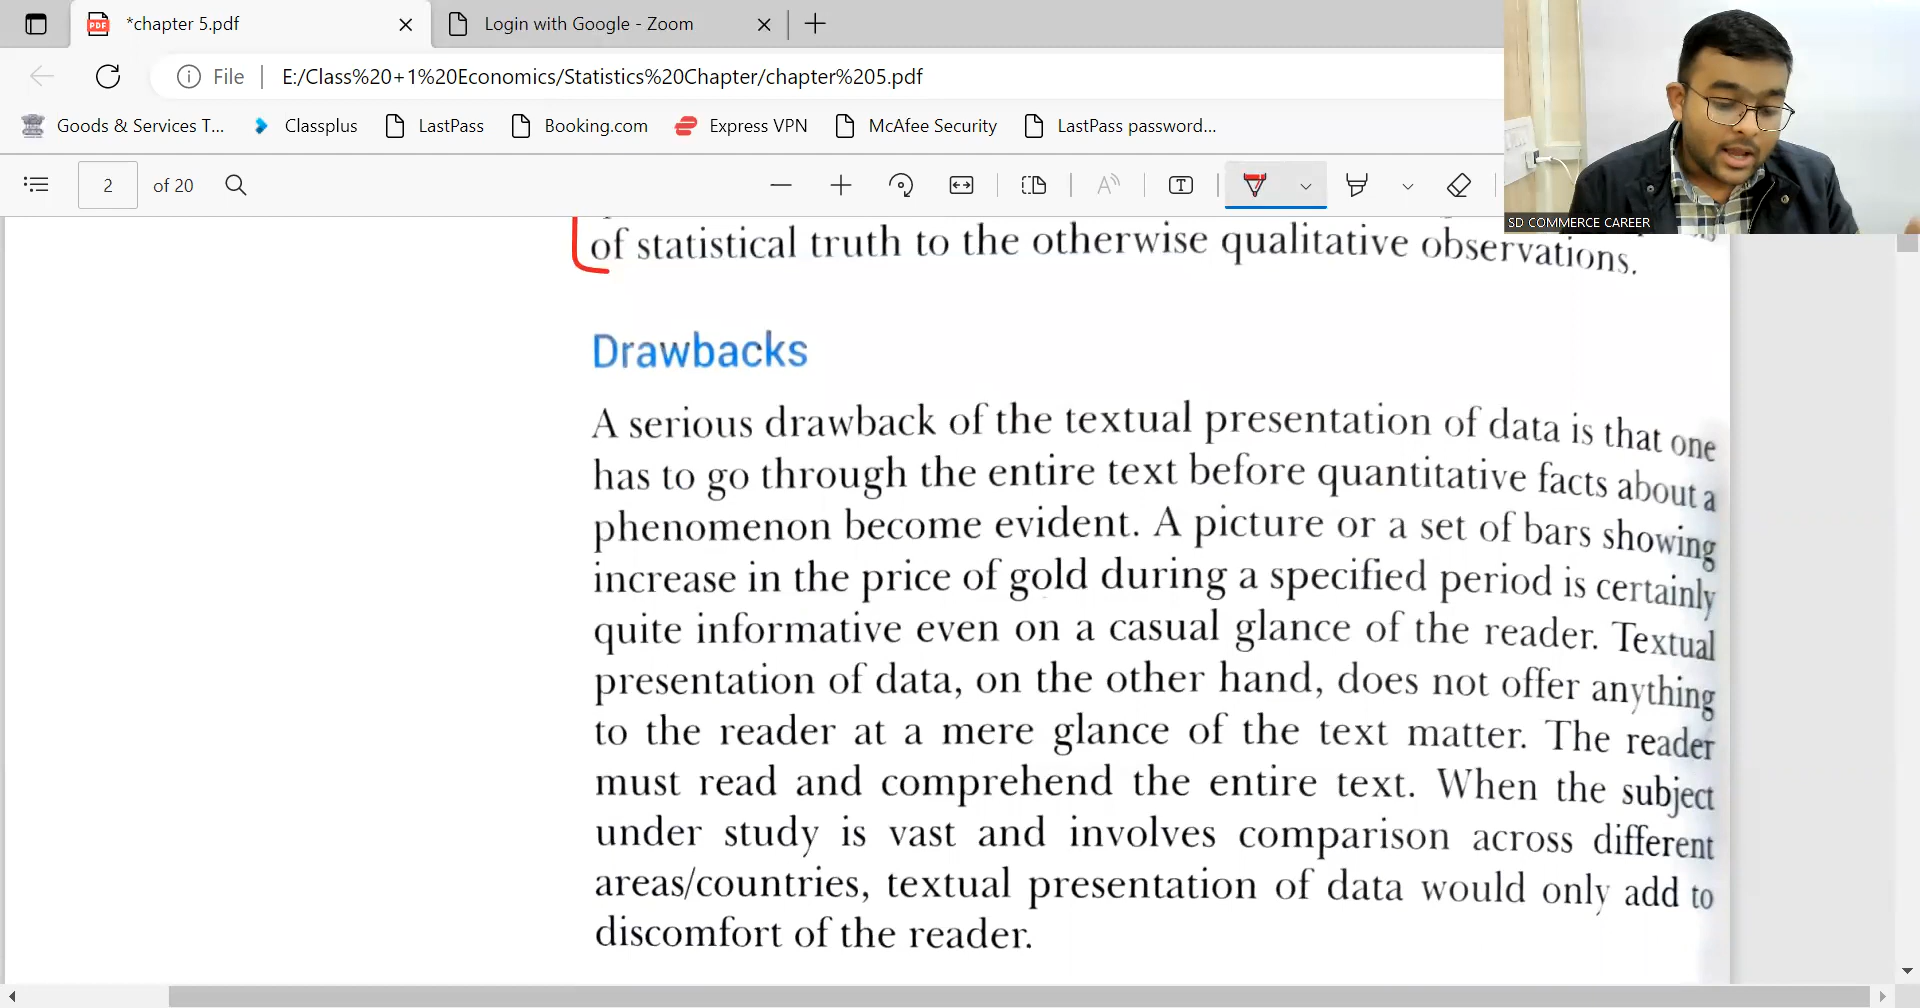 *chapter 5.pdf
Login with Google - Zoom
File
E:/Class%20+1%20Economics/Statistics%20Chapter/chapter%205.pdf
Goods & Services T...
Classplus
LastPass
Booking.com
Express VPN
McAfee Security
LastPass password...
2
of 20
SD COMMERCE CAREER
of statistical truth to the otherwise qualitative observations.
Drawbacks
A serious drawback of the textual presentation of data is that one
has to go through the entire text before quantitative facts about a
phenomenon become evident. A picture or a set of bars showing
increase in the price of gold during a specified period is certainly
quite informative even on a casual glance of the reader. Textual
presentation of data, on the other hand, does not offer anything
to the reader at a mere glance of the text matter. The reader
must read and comprehend the entire text. When the subject
under study is vast and involves comparison across different
areas/countries, textual presentation of data would only add to
discomfort of the reader.